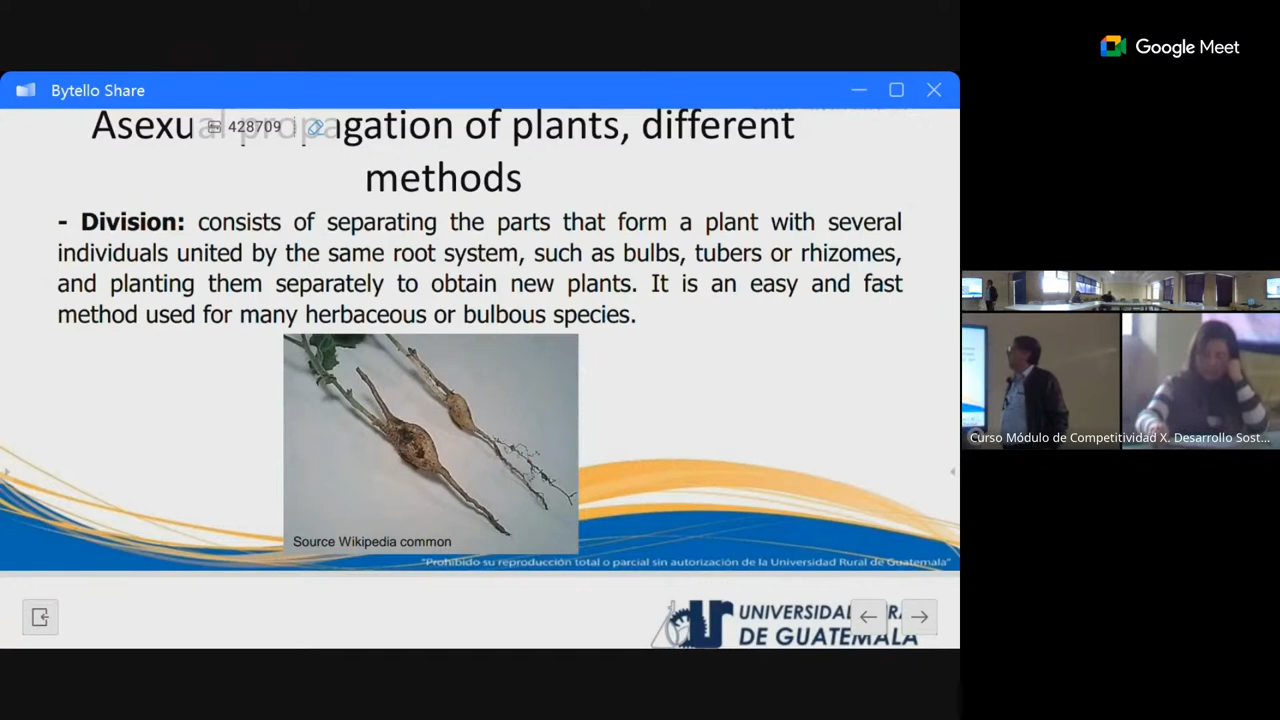 Google Meet
Bytello Share
Asexual propagation of plants, different
428709
methods
- Division: consists of separating the parts that form a plant with several
individuals united by the same root system, such as bulbs, tubers or rhizomes,
and planting them separately to obtain new plants. It is an easy and fast
method used for many herbaceous or bulbous species.
Source Wikipedia common
"Prohibido su reproducción total o parcial sin autorización de la Universidad Rural de Guatemala"
UNIVERSIDAD
DE GUATEMALA
Curso Módulo de Competitividad X. Desarrollo Sost...